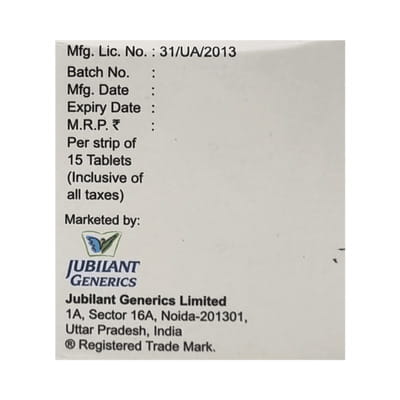 Mfg. Lic. No. : 31/UA/2013
Batch No. :
Mfg. Date :
Expiry Date :
M.R.P. ₹ :
Per strip of
15 Tablets
(Inclusive of
all taxes)
Marketed by:
JUBILANT
GENERICS
Jubilant Generics Limited
1A, Sector 16A, Noida-201301,
Uttar Pradesh, India
® Registered Trade Mark.